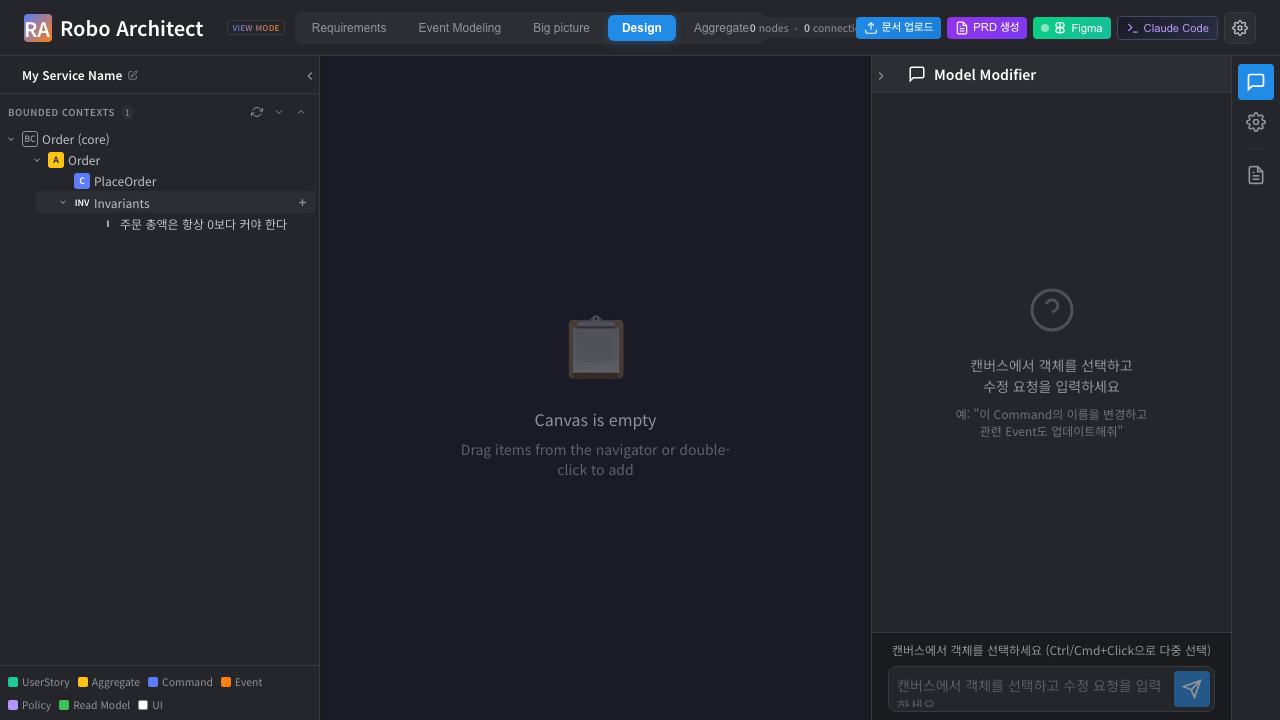 RA Robo Architect
VIEW MODE
Requirements
Event Modeling
Big picture
Design
Aggregate
0 nodes · 0 connecti
문서 업로드
PRD 생성
Figma
Claude Code
My Service Name
BOUNDED CONTEXTS 1
BC Order (core)
A Order
C PlaceOrder
INV Invariants +
I 주문 총액은 항상 0보다 커야 한다
UserStory Aggregate Command Event
Policy Read Model UI
Canvas is empty
Drag items from the navigator or double-
click to add
Model Modifier
캔버스에서 객체를 선택하고
수정 요청을 입력하세요
예: "이 Command의 이름을 변경하고
관련 Event도 업데이트해줘"
캔버스에서 객체를 선택하세요 (Ctrl/Cmd+Click으로 다중 선택)
캔버스에서 객체를 선택하고 수정 요청을 입력
하세요